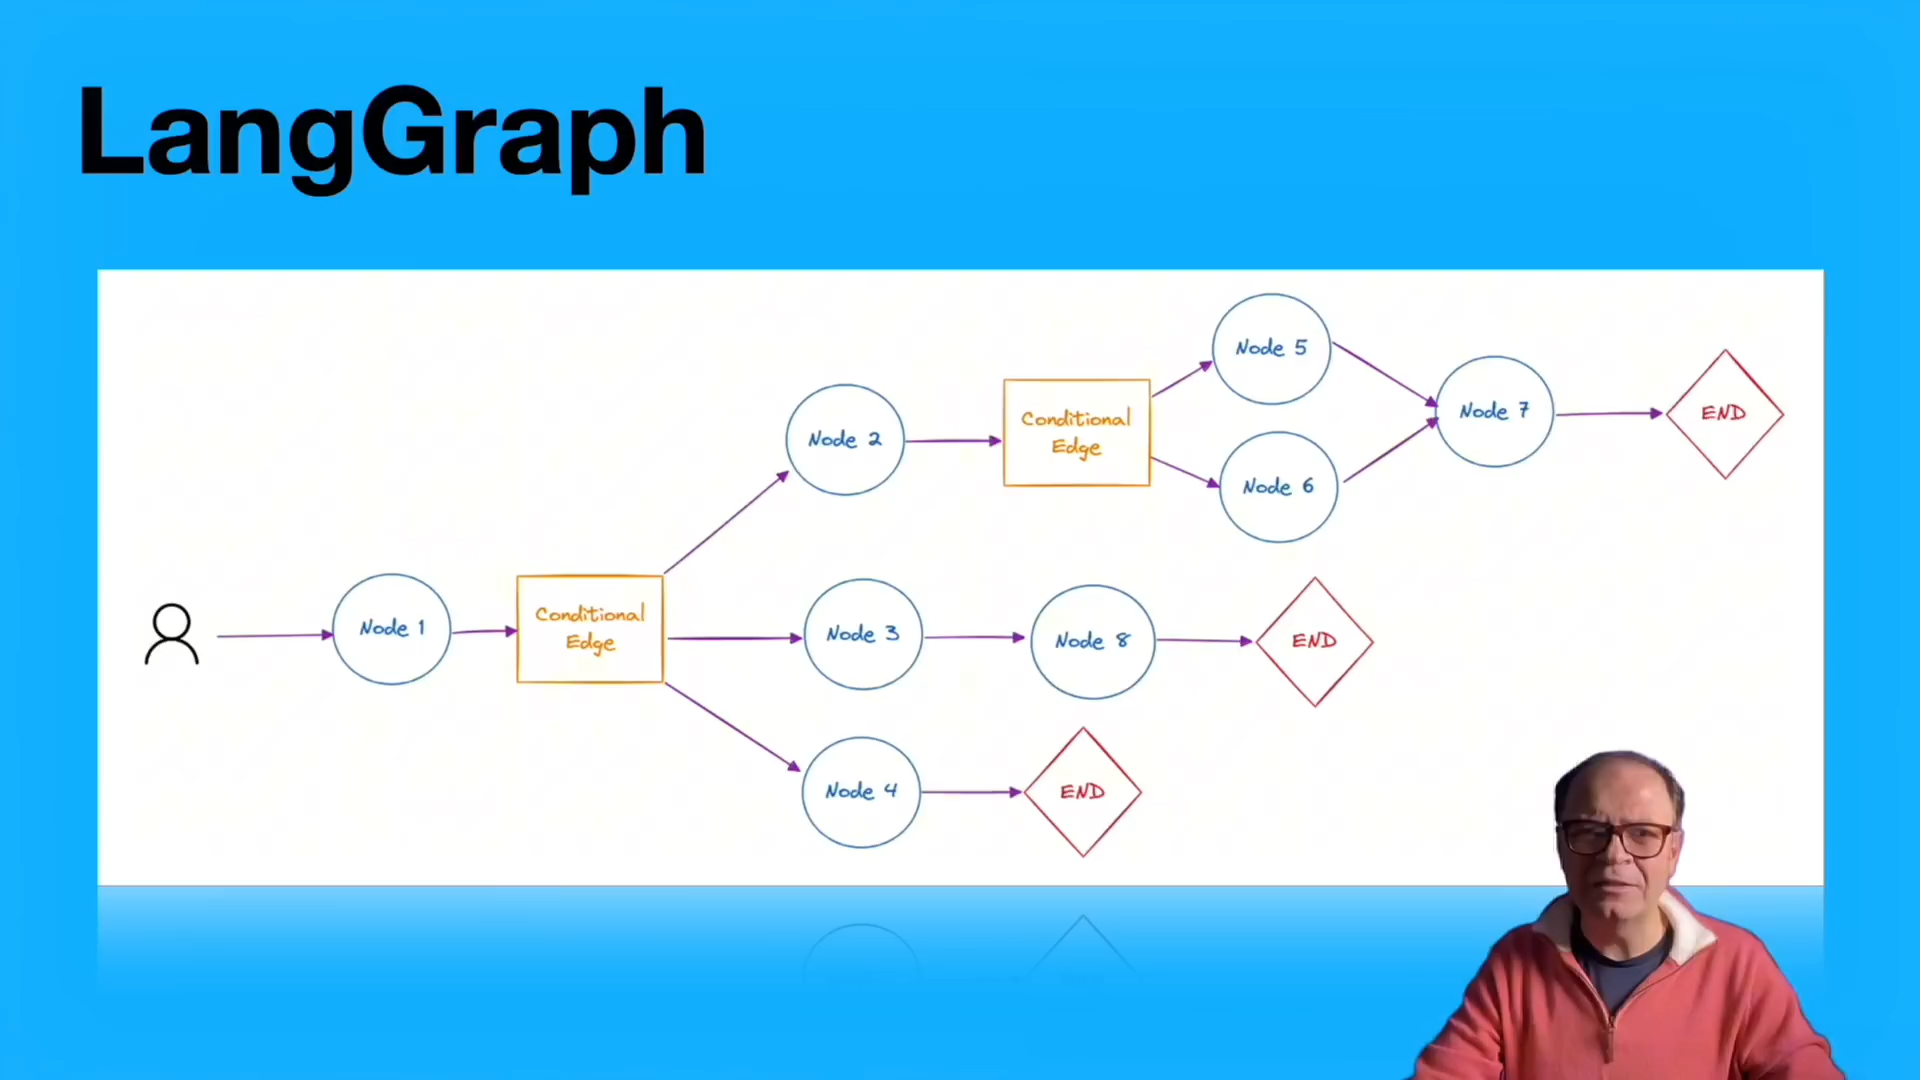 LangGraph
Node 5
Node 2
Conditional
Edge
Node 7
END
Node 6
Node 1
Conditional
Edge
Node 3
Node 8
END
Node 4
END